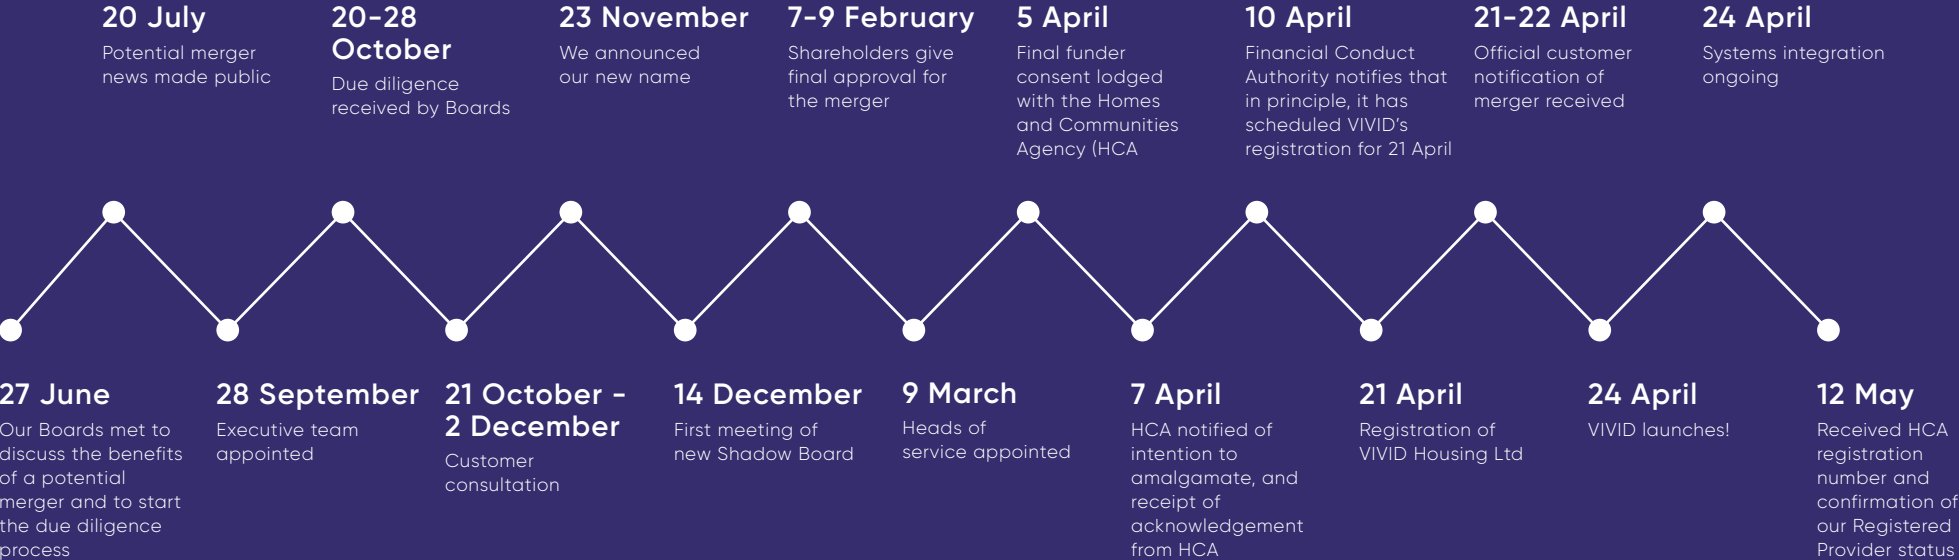 20 July
Potential merger
news made public
20-28
October
Due diligence
received by Boards
23 November
We announced
our new name
7-9 February
Shareholders give
final approval for
the merger
5 April
Final funder
consent lodged
with the Homes
and Communities
Agency (HCA
10 April
Financial Conduct
Authority notifies that
in principle, it has
scheduled VIVID's
registration for 21 April
21-22 April
Official customer
notification of
merger received
24 April
Systems integration
ongoing
27 June
Our Boards met to
discuss the benefits
of a potential
merger and to start
the due diligence
process
28 September
Executive team
appointed
21 October -
2 December
Customer
consultation
14 December
First meeting of
new Shadow Board
9 March
Heads of
service appointed
7 April
HCA notified of
intention to
amalgamate, and
receipt of
acknowledgement
from HCA
21 April
Registration of
VIVID Housing Ltd
24 April
VIVID launches!
12 May
Received HCA
registration
number and
confirmation of
our Registered
Provider status